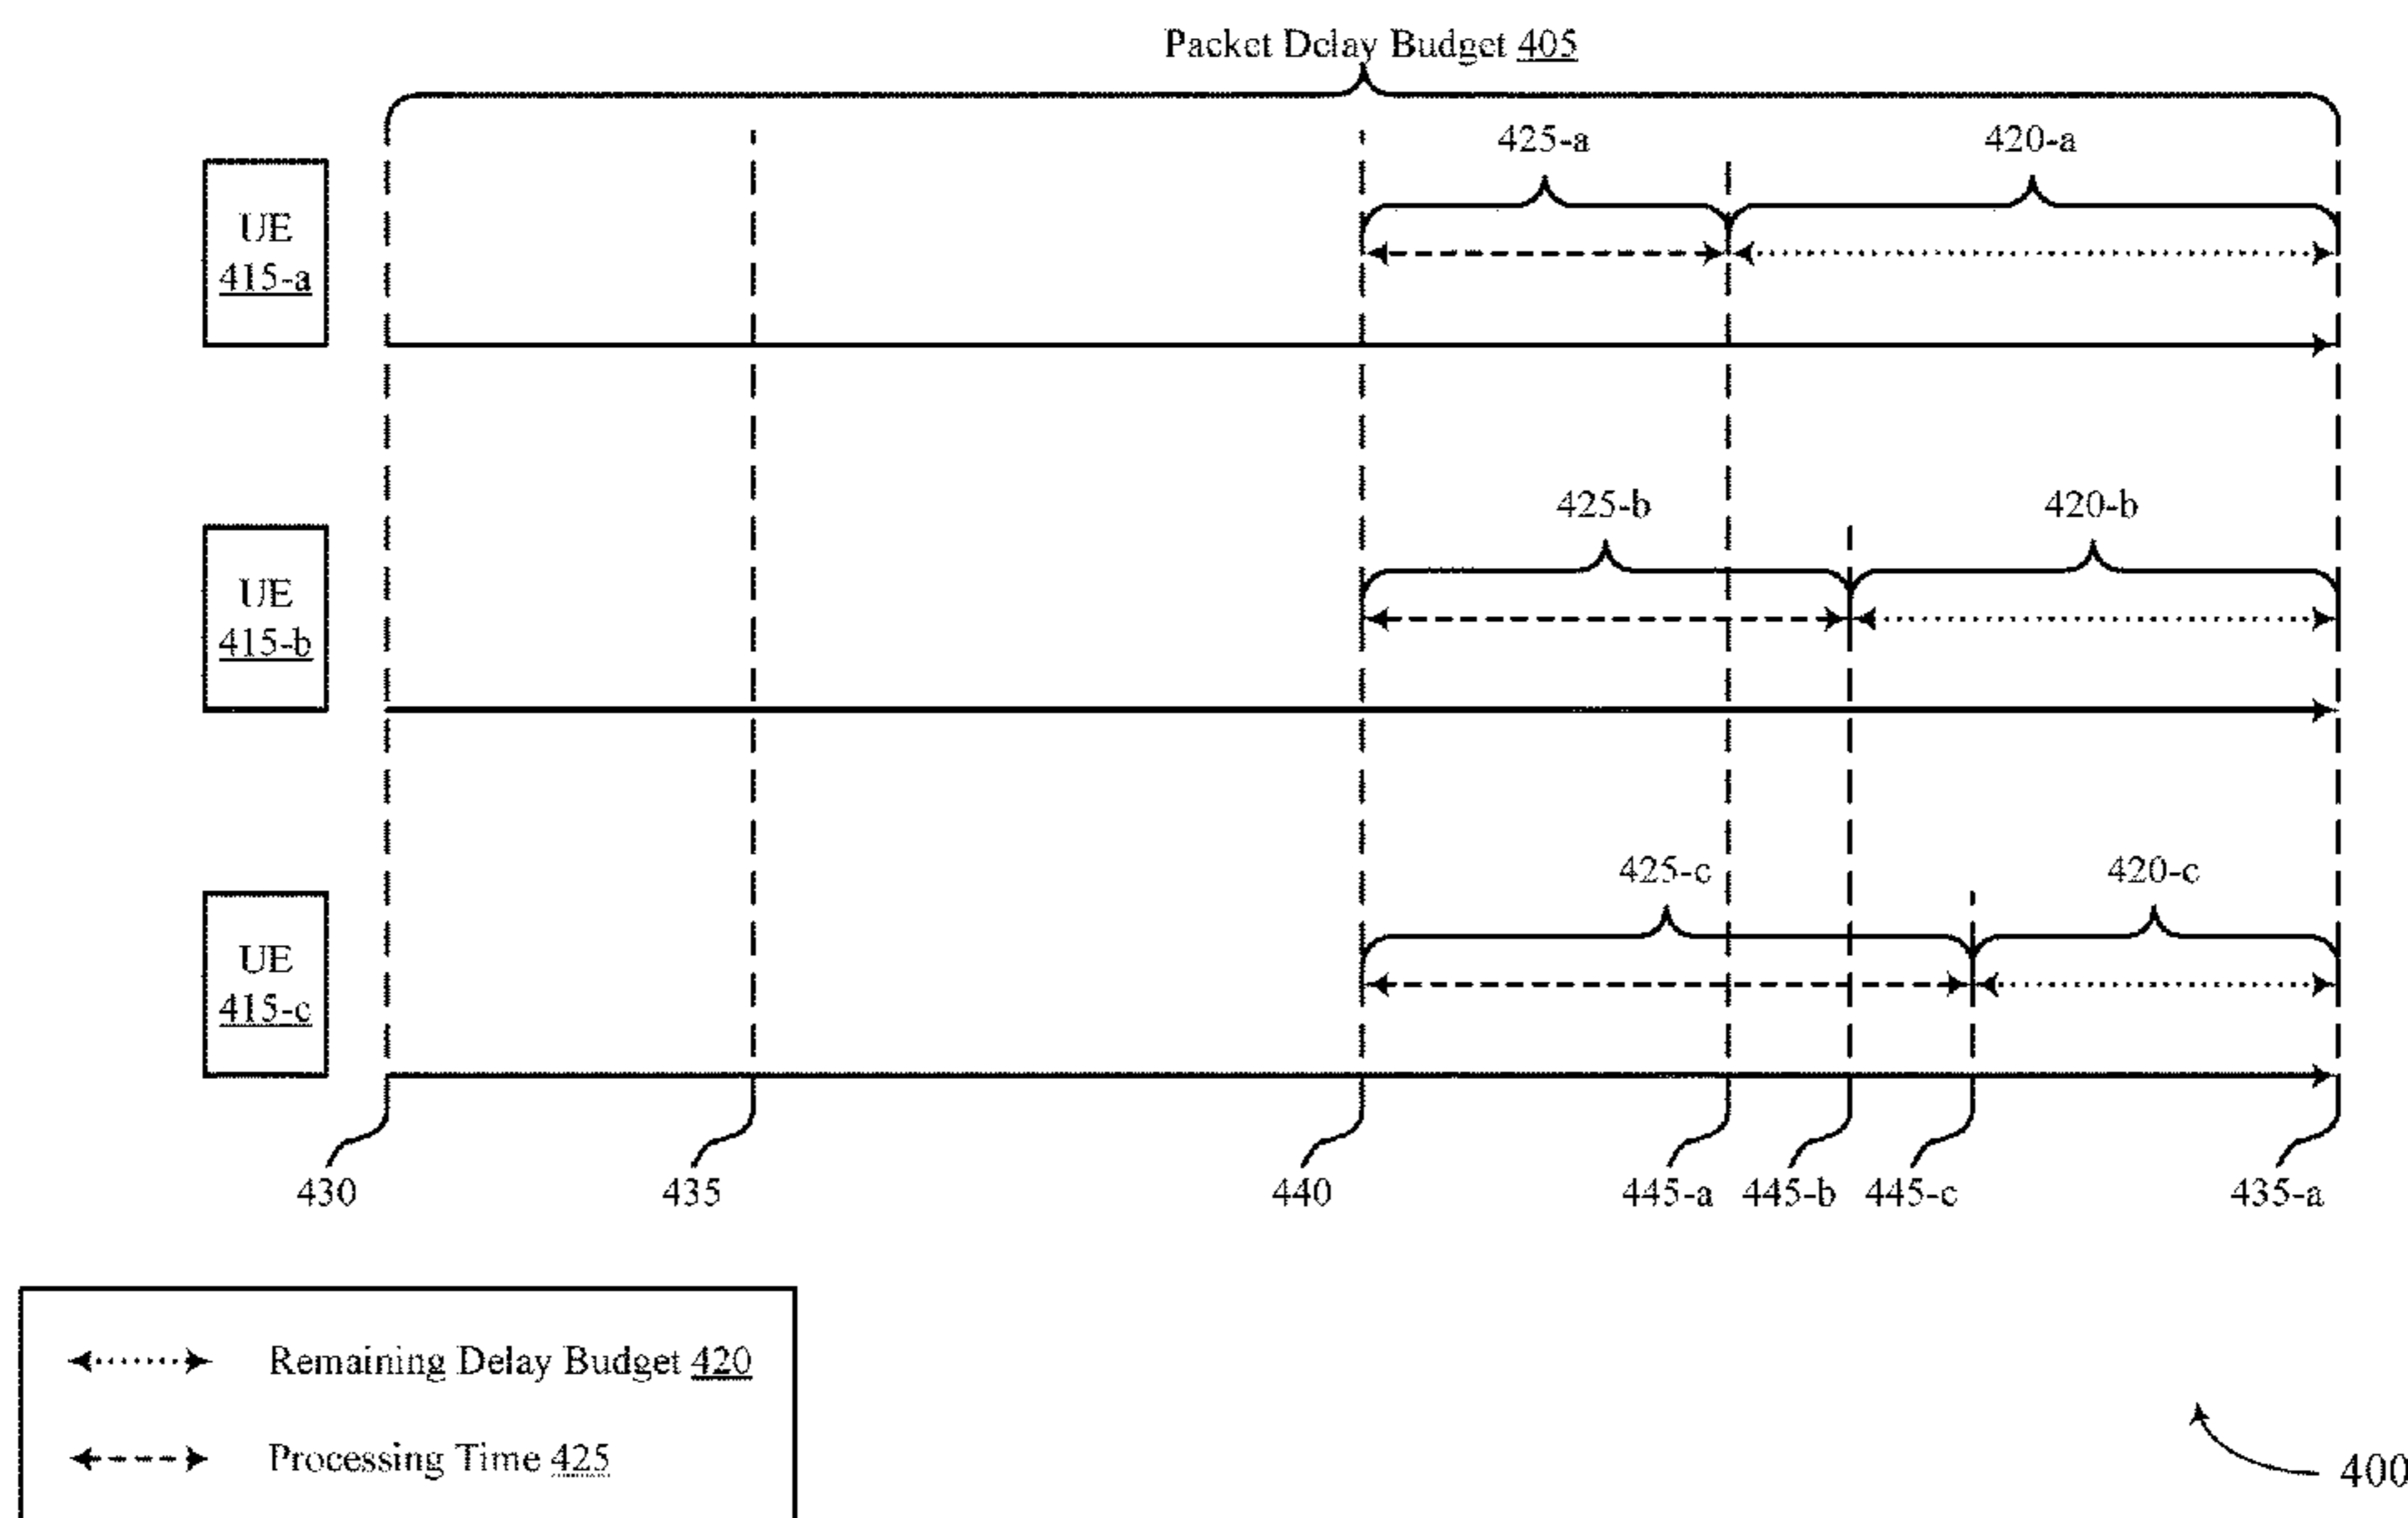 Packet Delay Budget 405
425-a
420-a
UE
415-a
425-b
420-b
UE
415-b
425-c
420-c
UE
415-c
430
435
440
445-a
445-b
445-c
435-a
Remaining Delay Budget 420
Processing Time 425
400